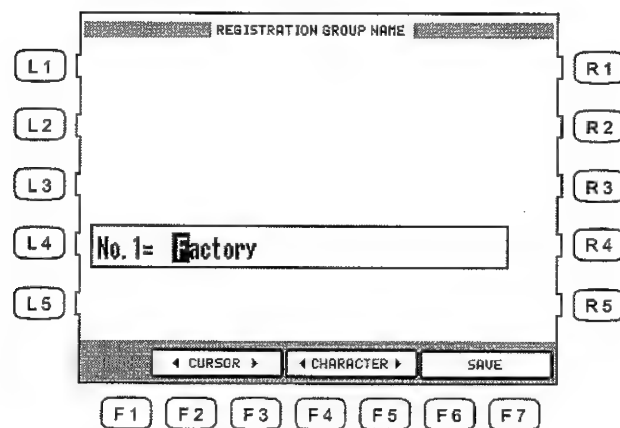 REGISTRATION GROUP NAME
L1 R1
L2 R2
L3 R3
L4 No. 1= Factory R4
L5 R5
◀ CURSOR ▶ ◀ CHARACTER ▶ SAVE
F1 F2 F3 F4 F5 F6 F7